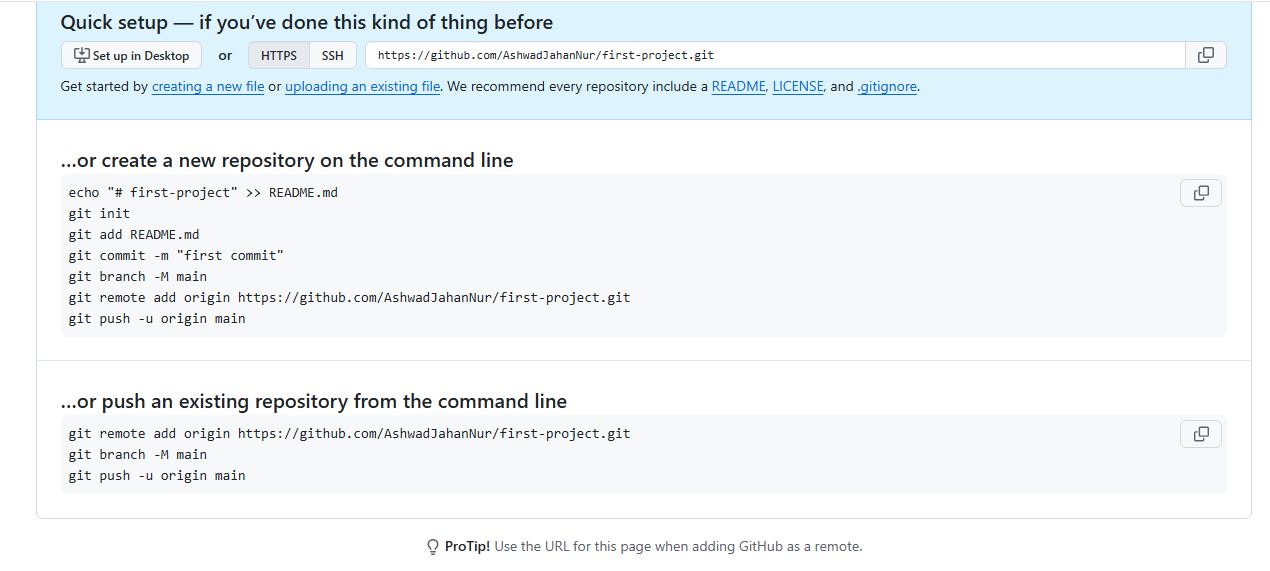 Quick setup — if you’ve done this kind of thing before
Set up in Desktop or HTTPS SSH https://github.com/AshwadJahanNur/first-project.git
Get started by creating a new file or uploading an existing file. We recommend every repository include a README, LICENSE, and .gitignore.
…or create a new repository on the command line
echo "# first-project" >> README.md
git init
git add README.md
git commit -m "first commit"
git branch -M main
git remote add origin https://github.com/AshwadJahanNur/first-project.git
git push -u origin main
…or push an existing repository from the command line
git remote add origin https://github.com/AshwadJahanNur/first-project.git
git branch -M main
git push -u origin main
ProTip! Use the URL for this page when adding GitHub as a remote.